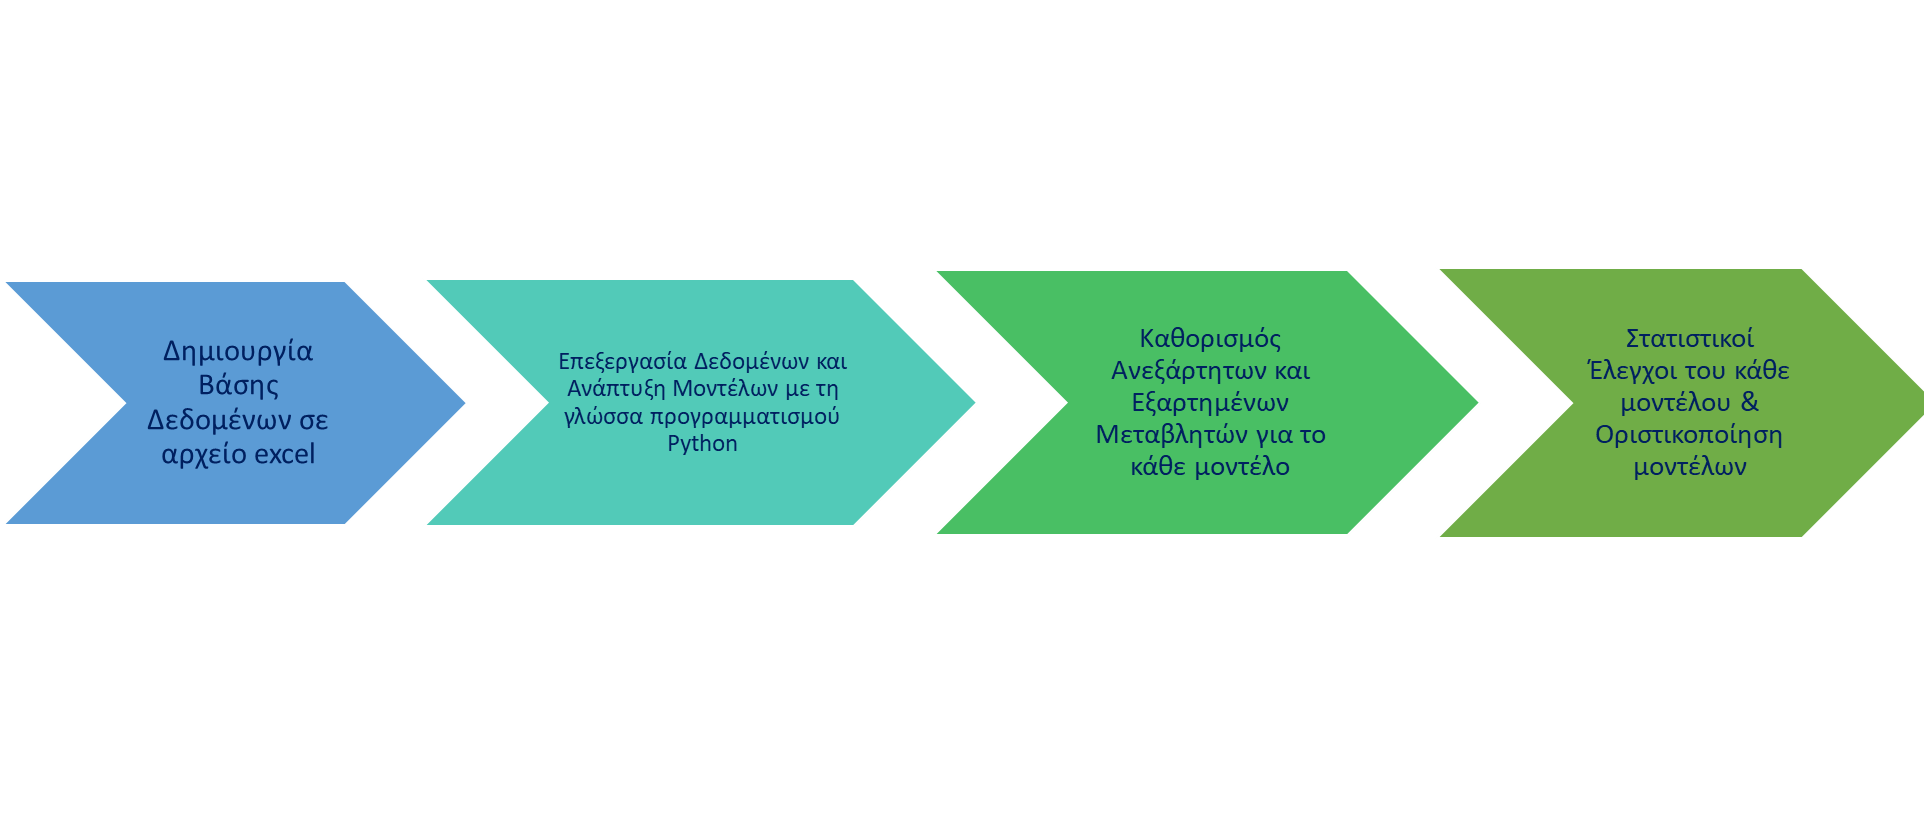 Δημιουργία
Βάσης
Δεδομένων σε
αρχείο excel
Επεξεργασία Δεδομένων και
Ανάπτυξη Μοντέλων με τη
γλώσσα προγραμματισμού
Python
Καθορισμός
Ανεξάρτητων και
Εξαρτημένων
Μεταβλητών για το
κάθε μοντέλο
Στατιστικοί
Έλεγχοι του κάθε
μοντέλου &
Οριστικοποίηση
μοντέλων